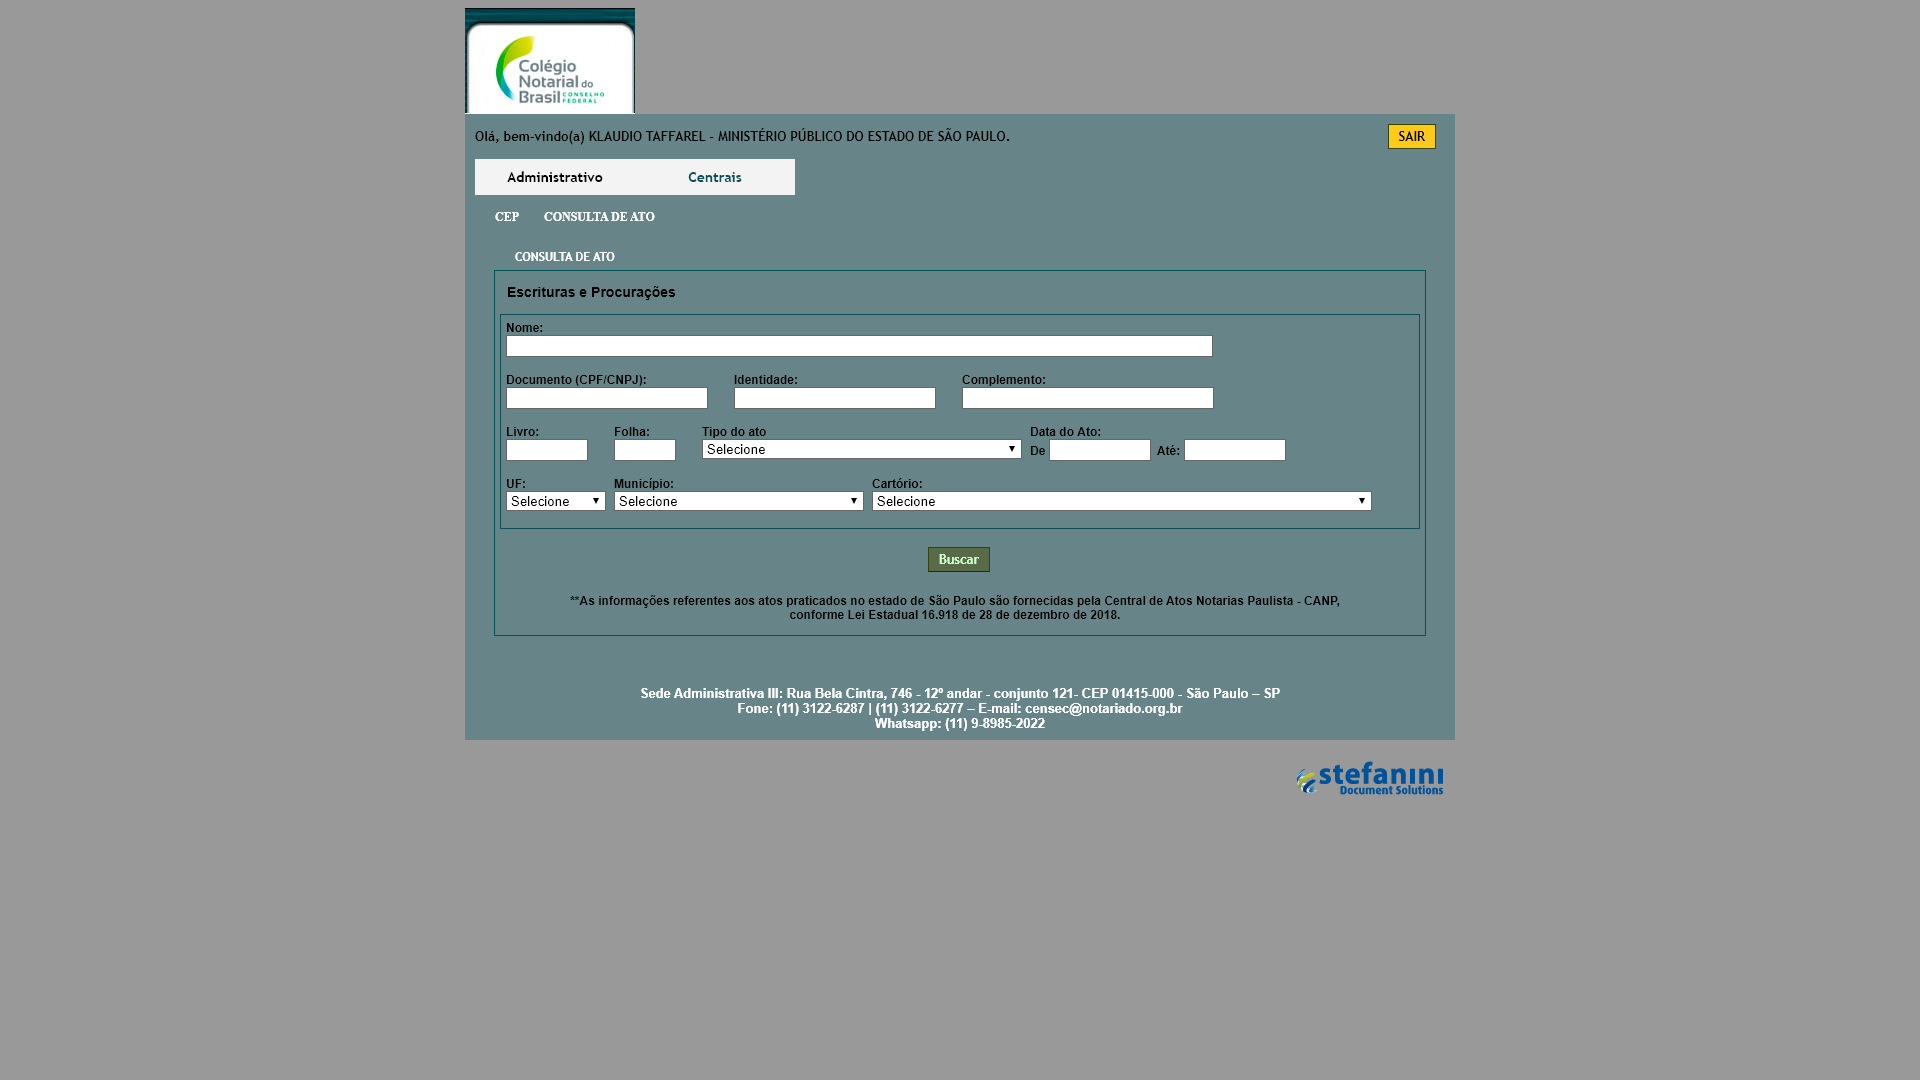 Colégio
Notarial do
Brasil CONSELHO
FEDERAL
Olá, bem-vindo(a) KLAUDIO TAFFAREL - MINISTÉRIO PÚBLICO DO ESTADO DE SÃO PAULO.
SAIR
Administrativo Centrais
CEP CONSULTA DE ATO
CONSULTA DE ATO
Escrituras e Procurações
Nome:
Documento (CPF/CNPJ): Identidade: Complemento:
Livro: Folha: Tipo do ato Data do Ato:
Selecione De Até:
UF: Município: Cartório:
Selecione Selecione Selecione
Buscar
**As informações referentes aos atos praticados no estado de São Paulo são fornecidas pela Central de Atos Notarias Paulista - CANP,
conforme Lei Estadual 16.918 de 28 de dezembro de 2018.
Sede Administrativa III: Rua Bela Cintra, 746 - 12º andar - conjunto 121- CEP 01415-000 - São Paulo – SP
Fone: (11) 3122-6287 | (11) 3122-6277 – E-mail: censec@notariado.org.br
Whatsapp: (11) 9-8985-2022
stefanini
Document Solutions